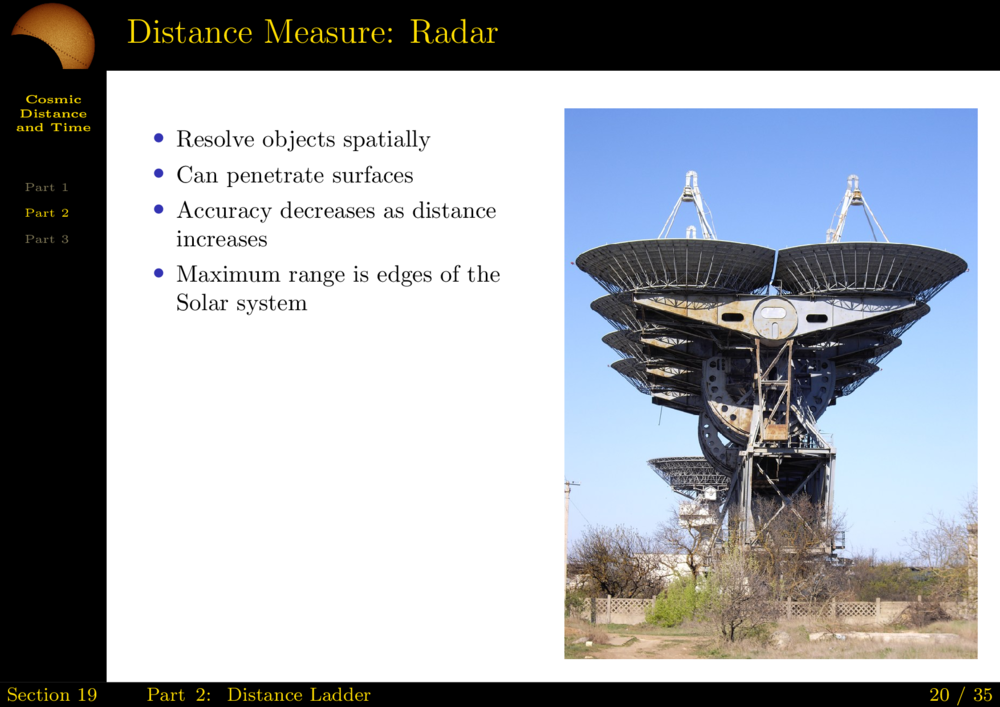 Distance Measure: Radar
Cosmic
Distance
and Time
Part 1
Part 2
Part 3
Resolve objects spatially
Can penetrate surfaces
Accuracy decreases as distance
increases
Maximum range is edges of the
Solar system
Section 19
Part 2: Distance Ladder
20 / 35